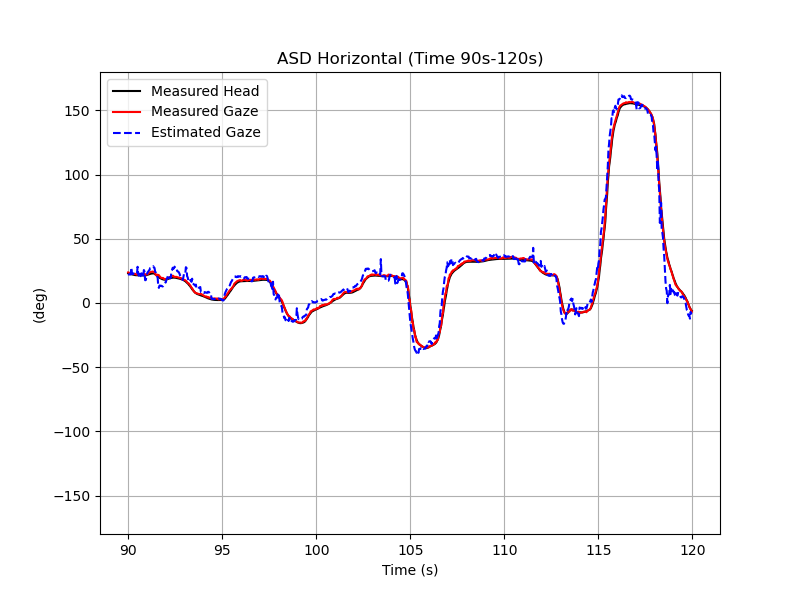 ASD Horizontal (Time 90s-120s)
Measured Head
Measured Gaze
Estimated Gaze
150
100
50
0
−50
−100
−150
(deg)
90 95 100 105 110 115 120
Time (s)